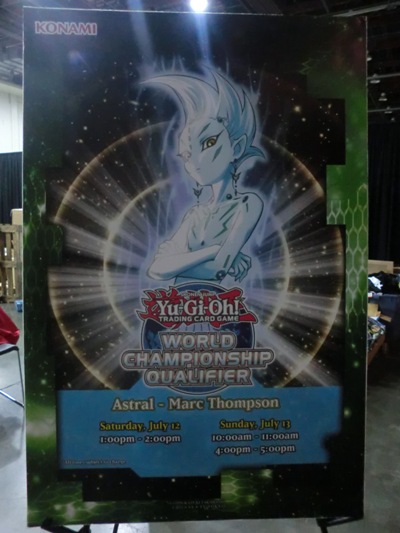 KONAMI
Yu-Gi-Oh!
TRADING CARD GAME
WORLD
CHAMPIONSHIP
QUALIFIER
Astral - Marc Thompson
Saturday, July 12
1:00pm - 2:00pm
Sunday, July 13
10:00am - 11:00am
4:00pm - 5:00pm